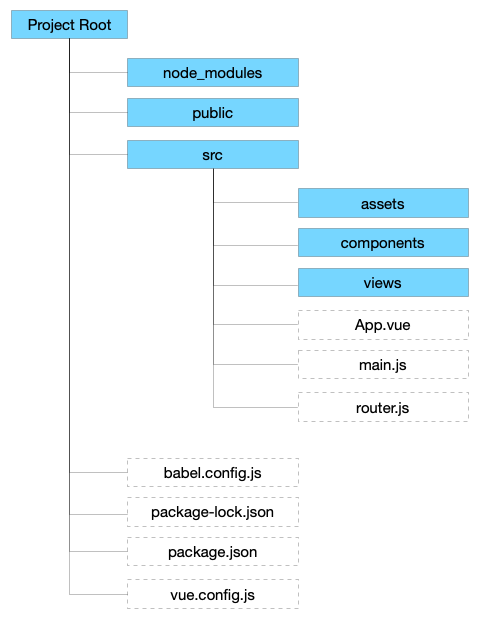 Project Root
node_modules
public
src
assets
components
views
App.vue
main.js
router.js
babel.config.js
package-lock.json
package.json
vue.config.js